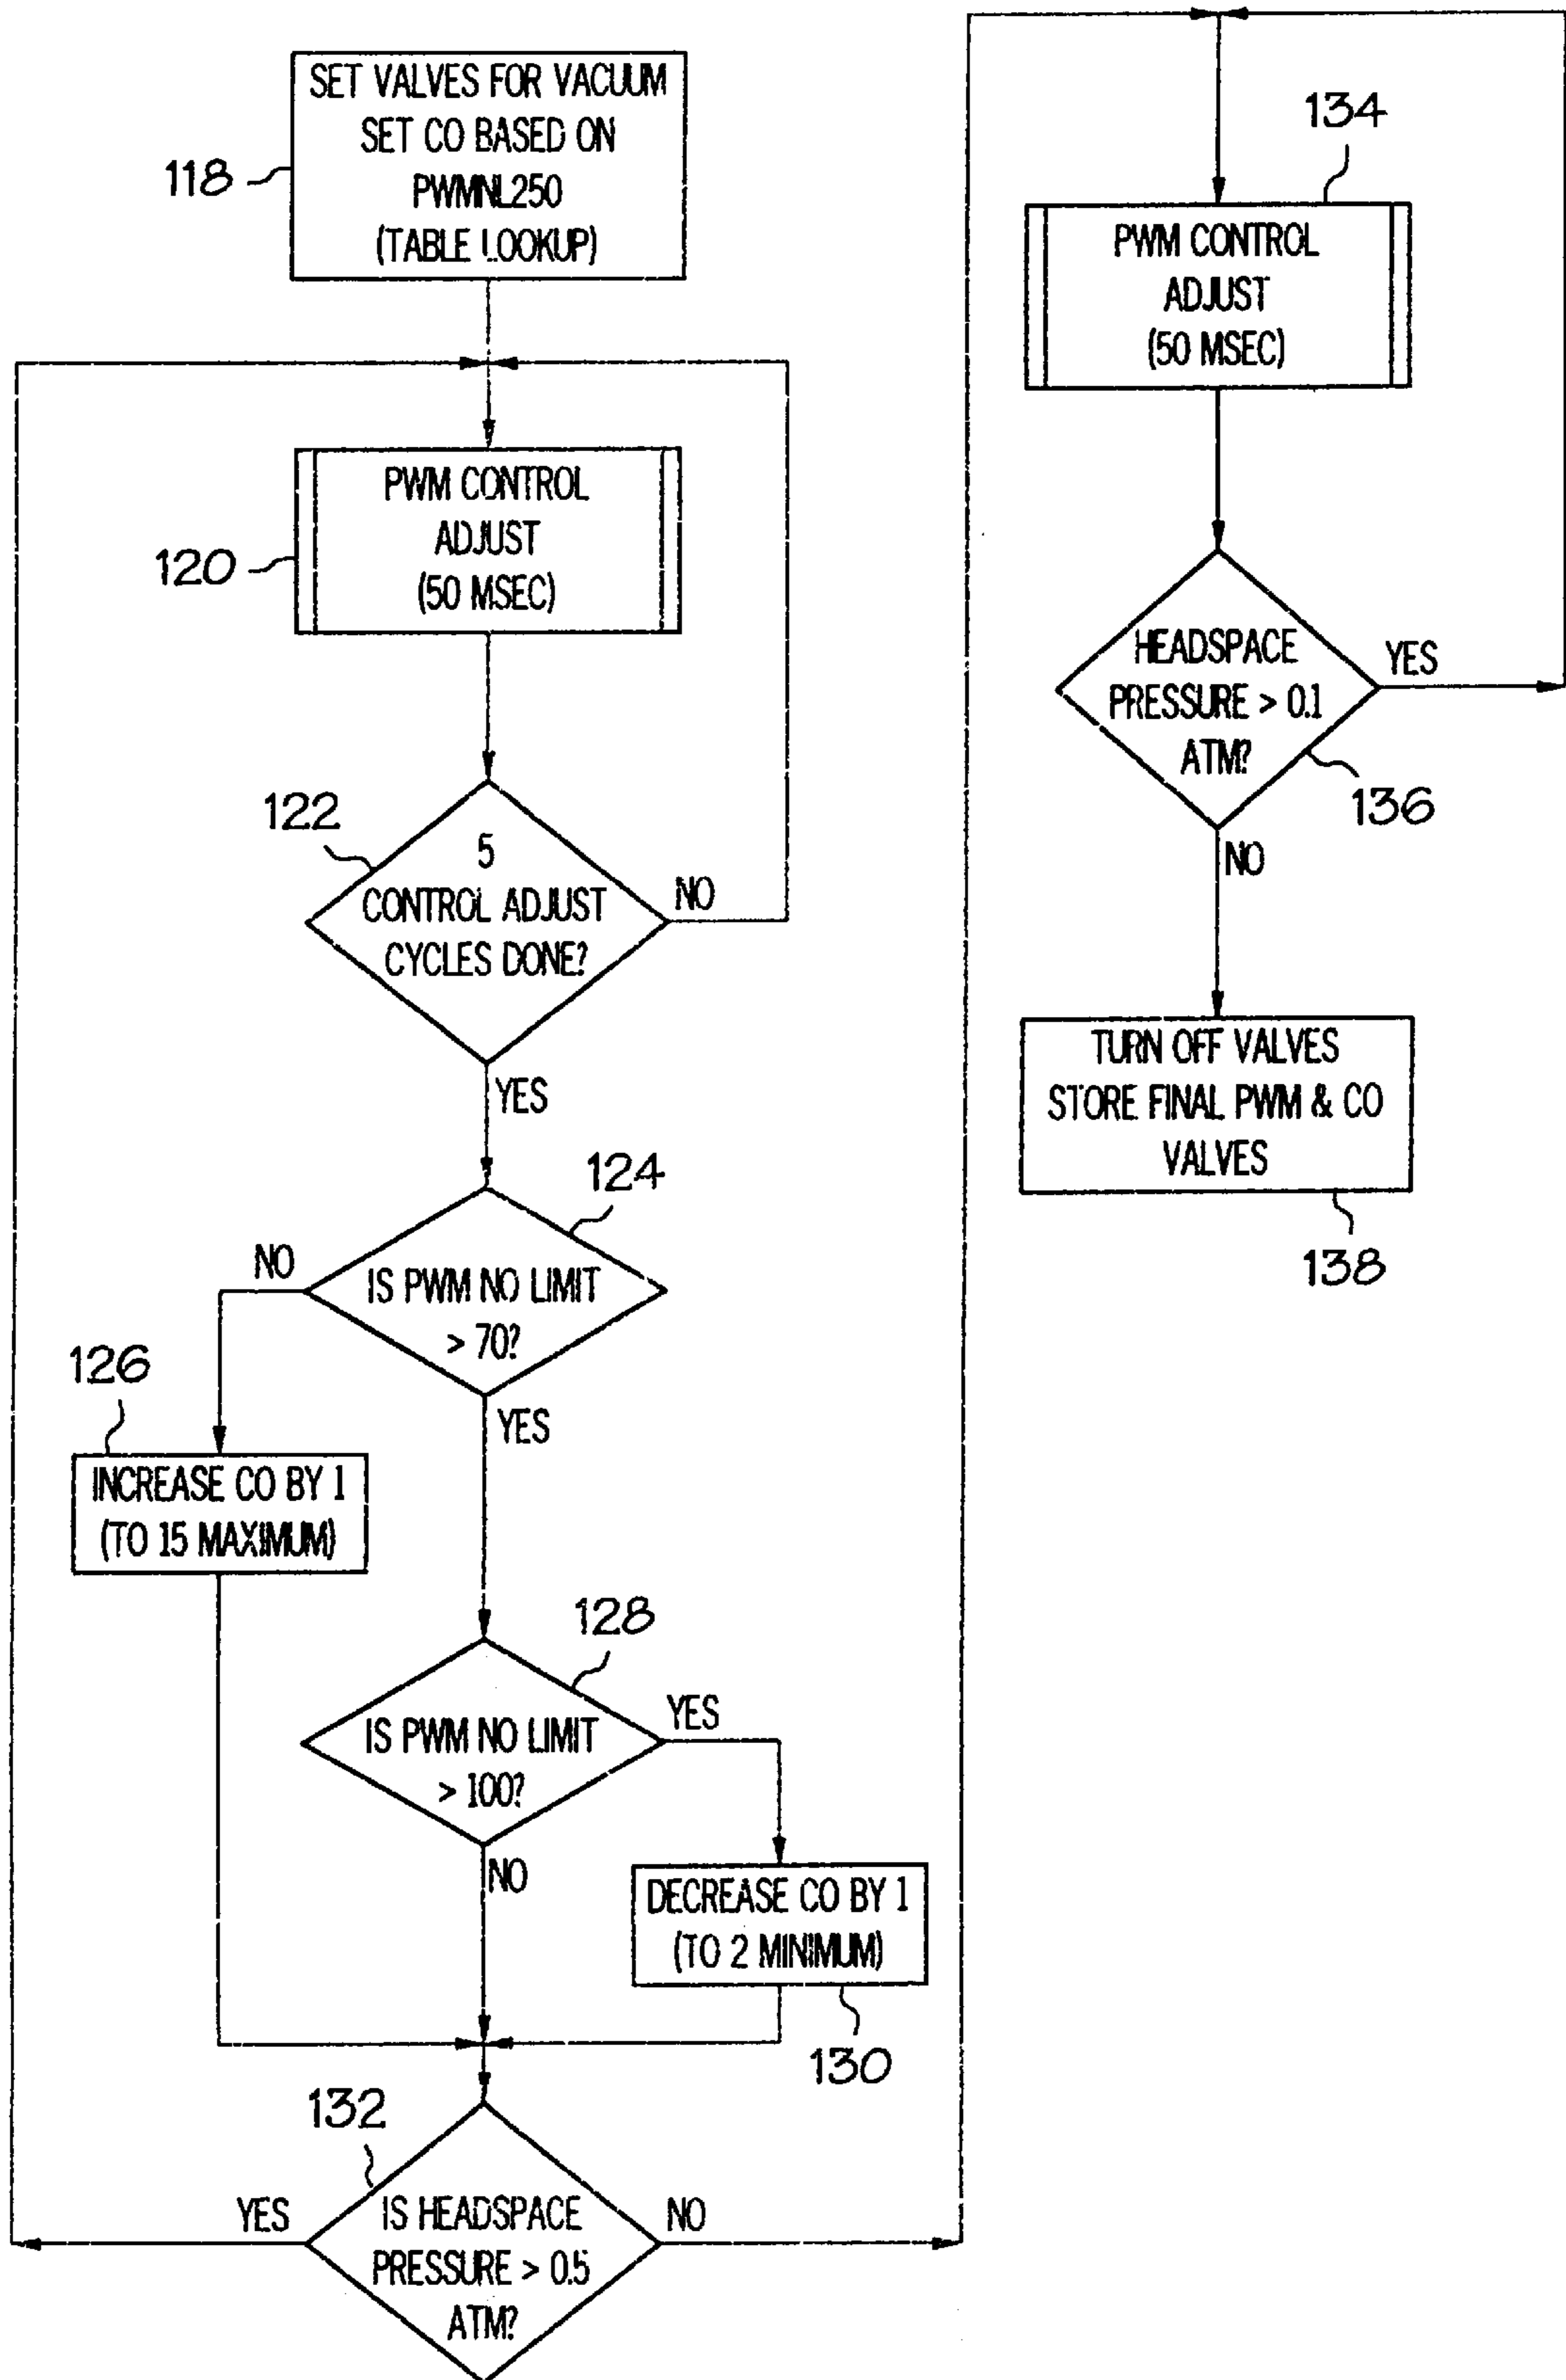 SET VALVES FOR VACUUM
SET CO BASED ON
PWMNL250
(TABLE LOOKUP)
118
PWM CONTROL
ADJUST
(50 MSEC)
120
122
5
CONTROL ADJUST
CYCLES DONE?
NO
YES
124
NO
IS PWM NO LIMIT
> 70?
YES
126
INCREASE CO BY 1
(TO 15 MAXIMUM)
128
IS PWM NO LIMIT
> 100?
YES
NO
DECREASE CO BY 1
(TO 2 MINIMUM)
130
132
YES
IS HEADSPACE
PRESSURE > 0.5
ATM?
NO
134
PWM CONTROL
ADJUST
(50 MSEC)
HEADSPACE
PRESSURE > 0.1
ATM?
YES
136
NO
TURN OFF VALVES
STORE FINAL PWM & CO
VALVES
138